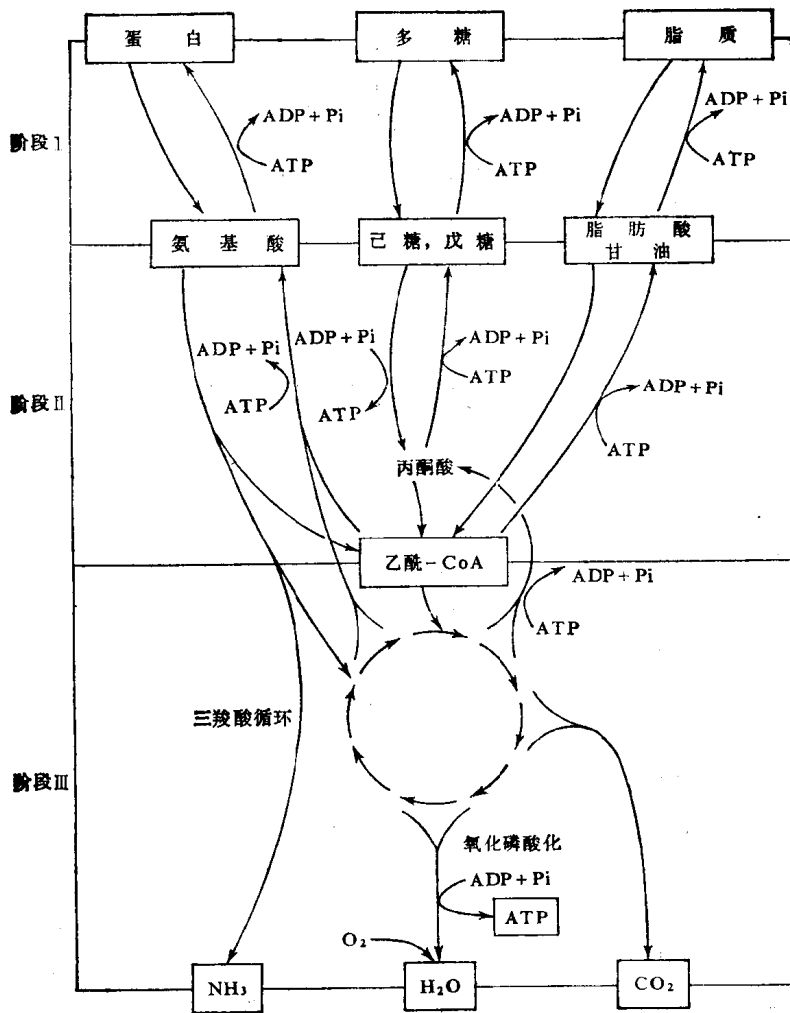 蛋 白
多 糖
脂 质
阶段 I
ADP + Pi
ATP
ADP + Pi
ATP
ADP + Pi
ATP
氨 基 酸
己 糖, 戊 糖
脂 肪 酸
甘 油
阶段 II
ADP + Pi
ATP
ADP + Pi
ATP
ADP + Pi
ATP
ADP + Pi
ATP
丙酮酸
乙酰-CoA
ADP + Pi
ATP
三羧酸循环
阶段 III
氧化磷酸化
ADP + Pi
ATP
O₂
NH₃
H₂O
CO₂